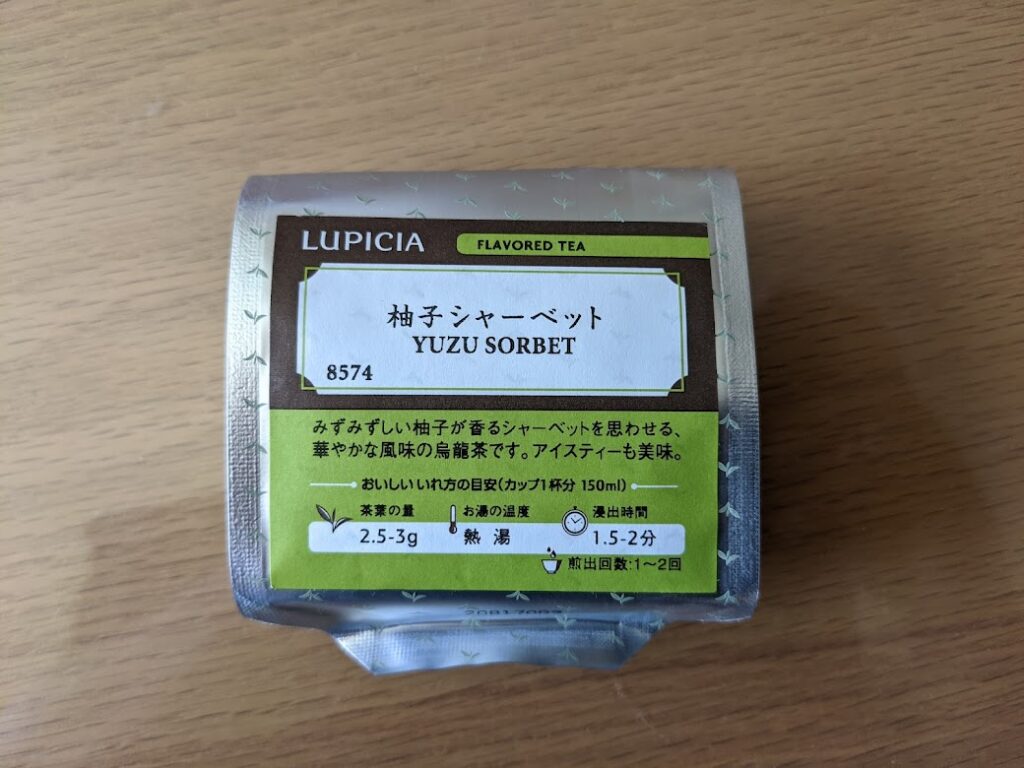 LUPICIA
FLAVORED TEA
柚子シャーベット
YUZU SORBET
8574
みずみずしい柚子が香るシャーベットを思わせる、
華やかな風味の烏龍茶です。アイスティーも美味。
おいしいいれ方の目安(カップ1杯分 150ml)
茶葉の量 お湯の温度 浸出時間
2.5-3g 熱湯 1.5-2分
煎出回数:1〜2回